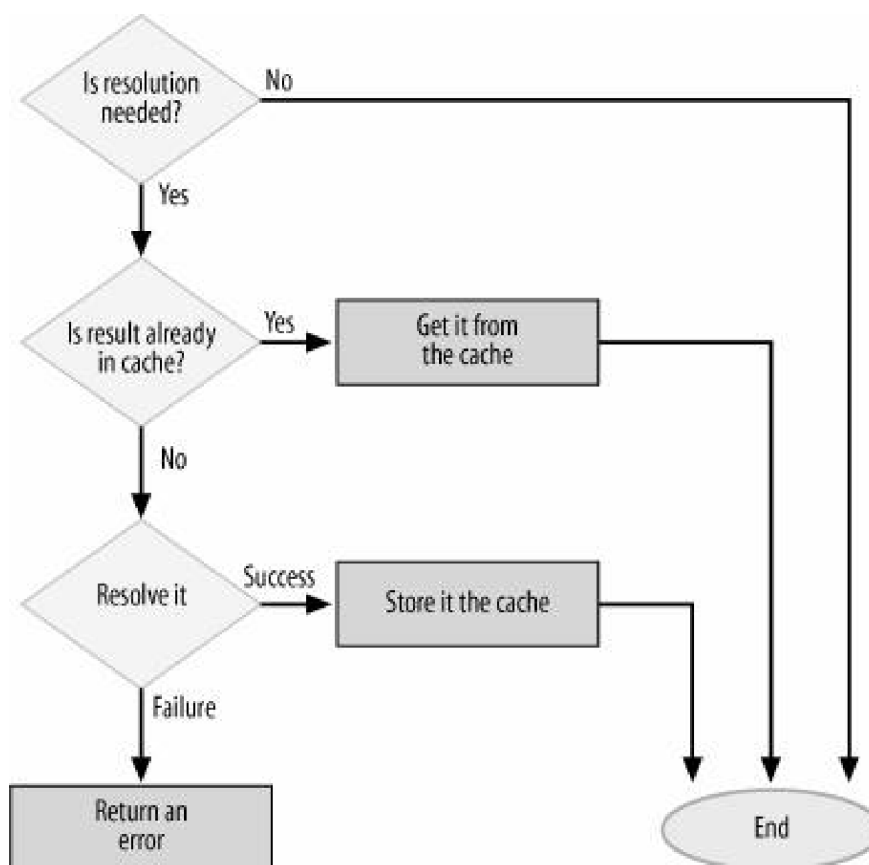 Is resolution
needed?
No
Yes
Is result already
in cache?
Yes
Get it from
the cache
No
Resolve it
Success
Store it the cache
Failure
Return an
error
End